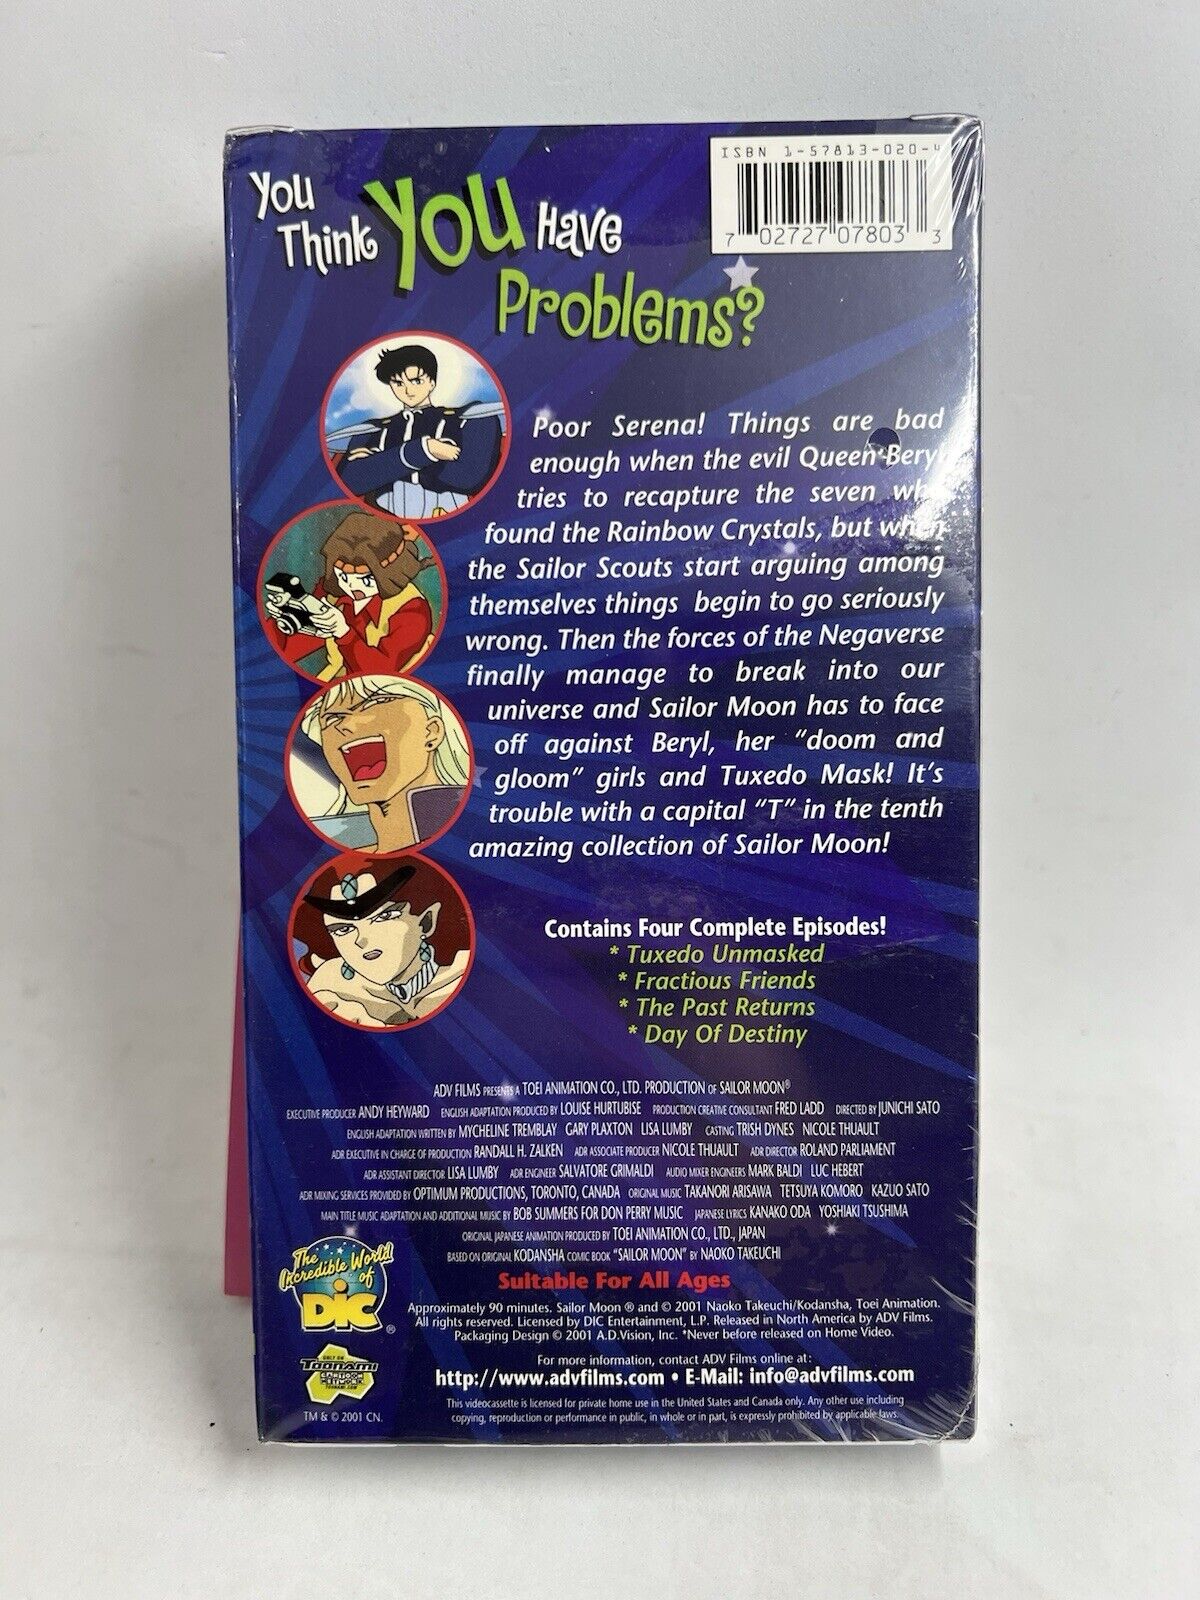 ISBN 1-57813-020-4
7 02727 07803 3
You
Think You Have
Problems?
Poor Serena! Things are bad
enough when the evil Queen Beryl
tries to recapture the seven who
found the Rainbow Crystals, but when
the Sailor Scouts start arguing among
themselves things begin to go seriously
wrong. Then the forces of the Negaverse
finally manage to break into our
universe and Sailor Moon has to face
off against Beryl, her "doom and
gloom" girls and Tuxedo Mask! It's
trouble with a capital "T" in the tenth
amazing collection of Sailor Moon!
Contains Four Complete Episodes!
* Tuxedo Unmasked
* Fractious Friends
* The Past Returns
* Day Of Destiny
ADV FILMS PRESENTS A TOEI ANIMATION CO., LTD. PRODUCTION OF SAILOR MOON®
EXECUTIVE PRODUCER ANDY HEYWARD ENGLISH ADAPTATION PRODUCED BY LOUISE HURTUBISE PRODUCTION CREATIVE CONSULTANT FRED LADD DIRECTED BY JUNICHI SATO
ENGLISH ADAPTATION WRITTEN BY MYCHELINE TREMBLAY GARY PLAXTON LISA LUMBY CASTING TRISH DYNES NICOLE THUAULT
ADR EXECUTIVE IN CHARGE OF PRODUCTION RANDALL H. ZALKEN ADR ASSOCIATE PRODUCER NICOLE THUAULT ADR DIRECTOR ROLAND PARLIAMENT
ADR ASSISTANT DIRECTOR LISA LUMBY ADR ENGINEER SALVATORE GRIMALDI AUDIO MIXER ENGINEERS MARK BALDI LUC HEBERT
ADR MIXING SERVICES PROVIDED BY OPTIMUM PRODUCTIONS, TORONTO, CANADA ORIGINAL MUSIC TAKANORI ARISAWA TETSUYA KOMORO KAZUO SATO
MAIN TITLE MUSIC ADAPTATION AND ADDITIONAL MUSIC BY BOB SUMMERS FOR DON PERRY MUSIC JAPANESE LYRICS KANAKO ODA YOSHIAKI TSUSHIMA
ORIGINAL JAPANESE ANIMATION PRODUCED BY TOEI ANIMATION CO., LTD., JAPAN
BASED ON ORIGINAL KODANSHA COMIC BOOK "SAILOR MOON" BY NAOKO TAKEUCHI
The
Incredible World
of
DIC ®
Suitable For All Ages
Approximately 90 minutes. Sailor Moon ® and © 2001 Naoko Takeuchi/Kodansha, Toei Animation.
All rights reserved. Licensed by DIC Entertainment, L.P. Released in North America by ADV Films.
Packaging Design © 2001 A.D.Vision, Inc. *Never before released on Home Video.
ONLY ON
TOONAMI
CARTOON
NETWORK
TOONAMI.COM
TM & © 2001 CN.
For more information, contact ADV Films online at:
http://www.advfilms.com • E-Mail: info@advfilms.com
This videocassette is licensed for private home use in the United States and Canada only. Any other use including
copying, reproduction or performance in public, in whole or in part, is expressly prohibited by applicable laws.